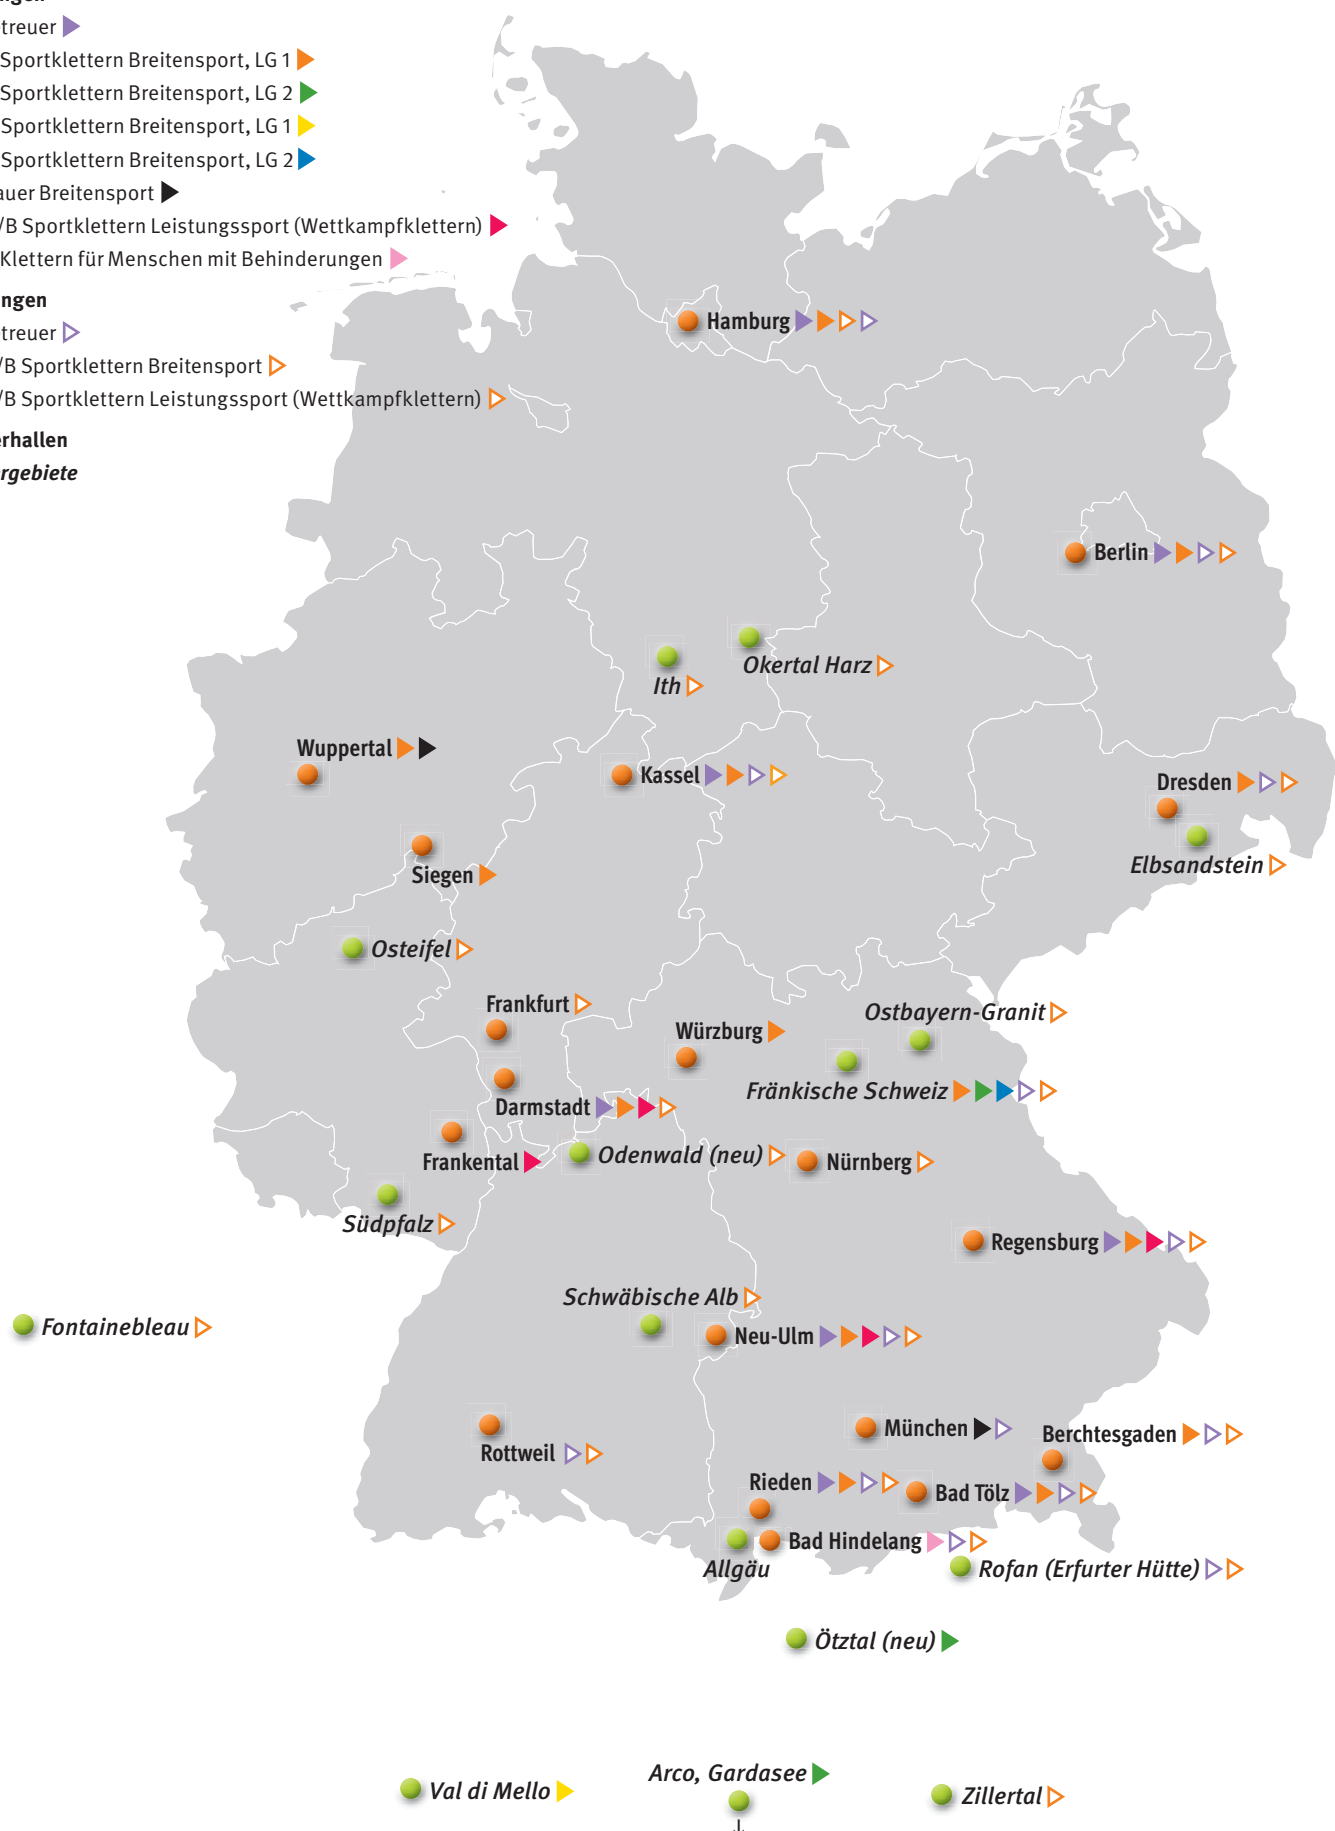 ngen
treuer
Sportklettern Breitensport, LG 1
Sportklettern Breitensport, LG 2
Sportklettern Breitensport, LG 1
Sportklettern Breitensport, LG 2
auer Breitensport
/B Sportklettern Leistungssport (Wettkampfklettern)
Klettern für Menschen mit Behinderungen
ngen
treuer
/B Sportklettern Breitensport
/B Sportklettern Leistungssport (Wettkampfklettern)
erhallen
rgebiete
Hamburg
Berlin
Okertal Harz
Ith
Wuppertal
Kassel
Dresden
Elbsandstein
Siegen
Osteifel
Frankfurt
Ostbayern-Granit
Würzburg
Fränkische Schweiz
Darmstadt
Odenwald (neu)
Frankental
Nürnberg
Südpfalz
Regensburg
Schwäbische Alb
Fontainebleau
Neu-Ulm
München
Berchtesgaden
Rottweil
Rieden
Bad Tölz
Bad Hindelang
Allgäu
Rofan (Erfurter Hütte)
Ötztal (neu)
Arco, Gardasee
Val di Mello
Zillertal